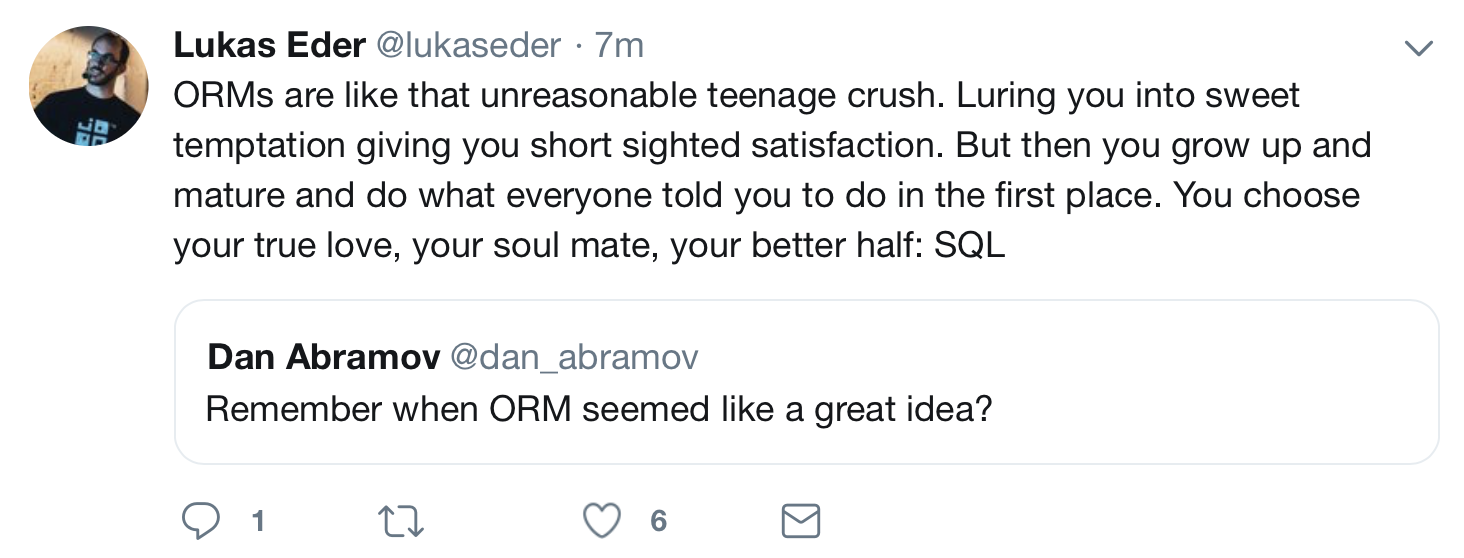 Lukas Eder @lukaseder · 7m
ORMs are like that unreasonable teenage crush. Luring you into sweet
temptation giving you short sighted satisfaction. But then you grow up and
mature and do what everyone told you to do in the first place. You choose
your true love, your soul mate, your better half: SQL
Dan Abramov @dan_abramov
Remember when ORM seemed like a great idea?
1 6